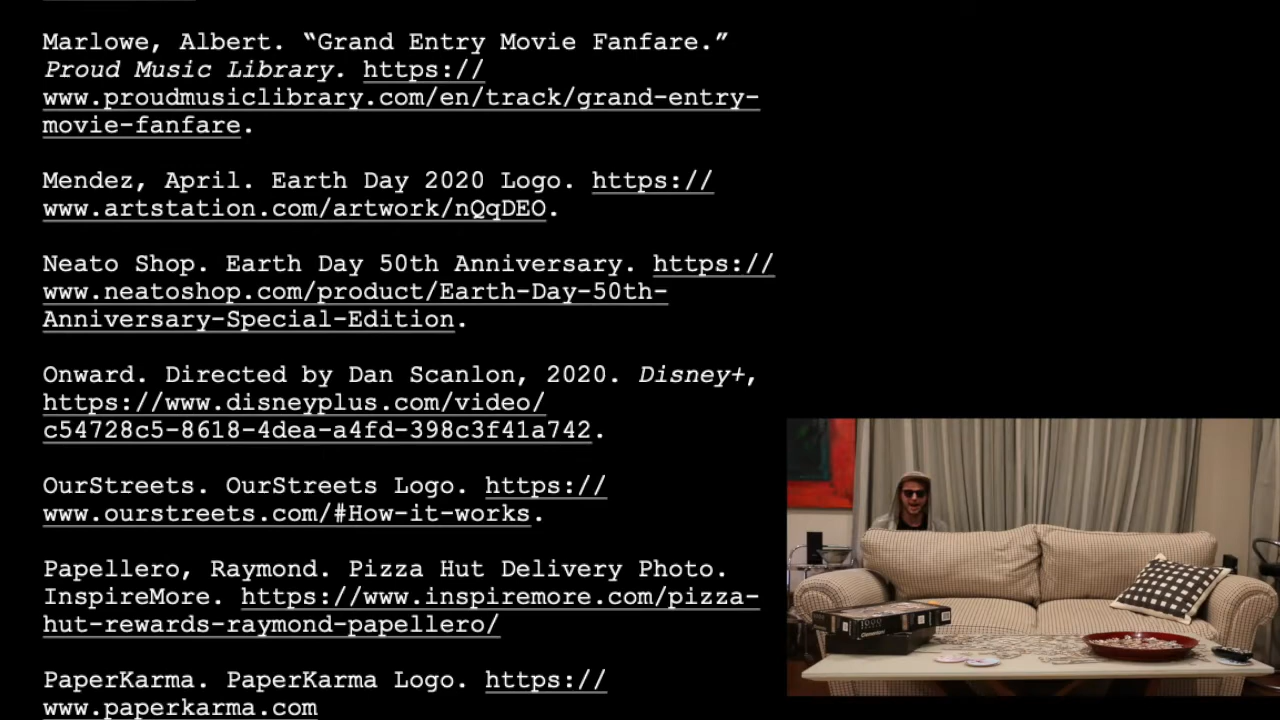 Marlowe, Albert. “Grand Entry Movie Fanfare.”
Proud Music Library. https://
www.proudmusiclibrary.com/en/track/grand-entry-
movie-fanfare.
Mendez, April. Earth Day 2020 Logo. https://
www.artstation.com/artwork/nQqDEO.
Neato Shop. Earth Day 50th Anniversary. https://
www.neatoshop.com/product/Earth-Day-50th-
Anniversary-Special-Edition.
Onward. Directed by Dan Scanlon, 2020. Disney+,
https://www.disneyplus.com/video/
c54728c5-8618-4dea-a4fd-398c3f41a742.
OurStreets. OurStreets Logo. https://
www.ourstreets.com/#How-it-works.
Papellero, Raymond. Pizza Hut Delivery Photo.
InspireMore. https://www.inspiremore.com/pizza-
hut-rewards-raymond-papellero/
PaperKarma. PaperKarma Logo. https://
www.paperkarma.com
1000